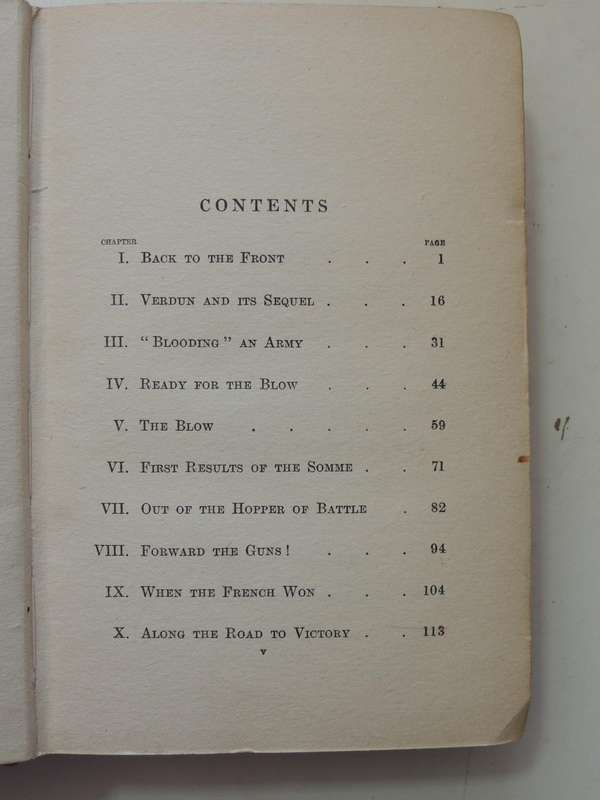 CONTENTS
CHAPTER PAGE
I. BACK TO THE FRONT . . . 1
II. VERDUN AND ITS SEQUEL . . . 16
III. “BLOODING” AN ARMY . . . 31
IV. READY FOR THE BLOW . . . 44
V. THE BLOW . . . . . 59
VI. FIRST RESULTS OF THE SOMME . . 71
VII. OUT OF THE HOPPER OF BATTLE . 82
VIII. FORWARD THE GUNS! . . . 94
IX. WHEN THE FRENCH WON . . . 104
X. ALONG THE ROAD TO VICTORY . . 113
v